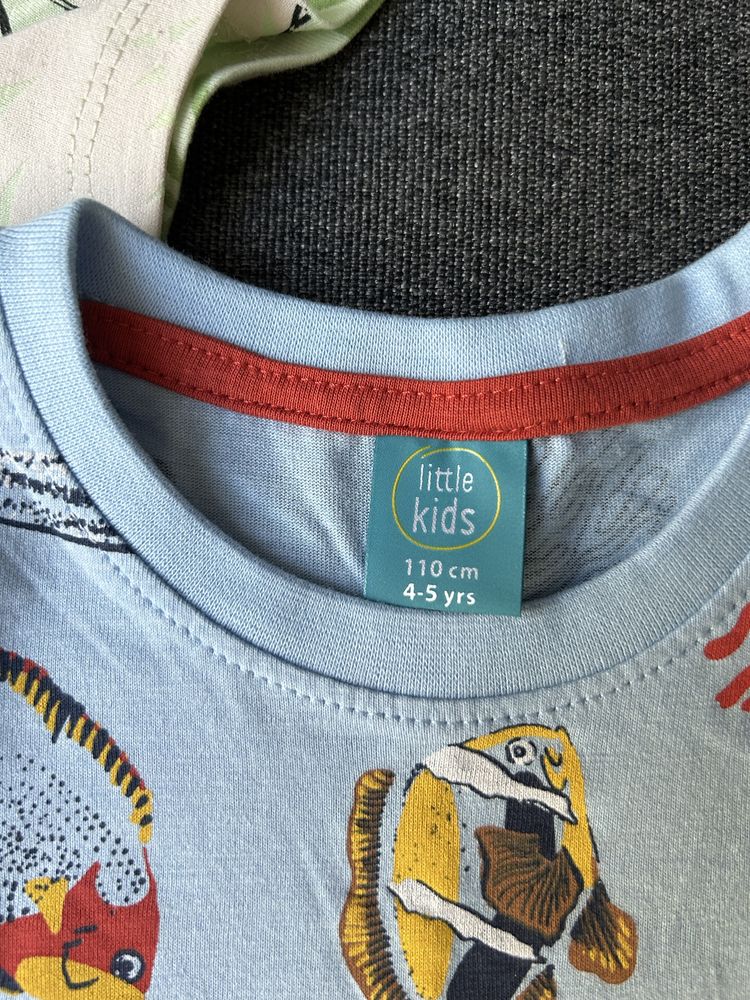 little
kids
110 cm
4-5 yrs